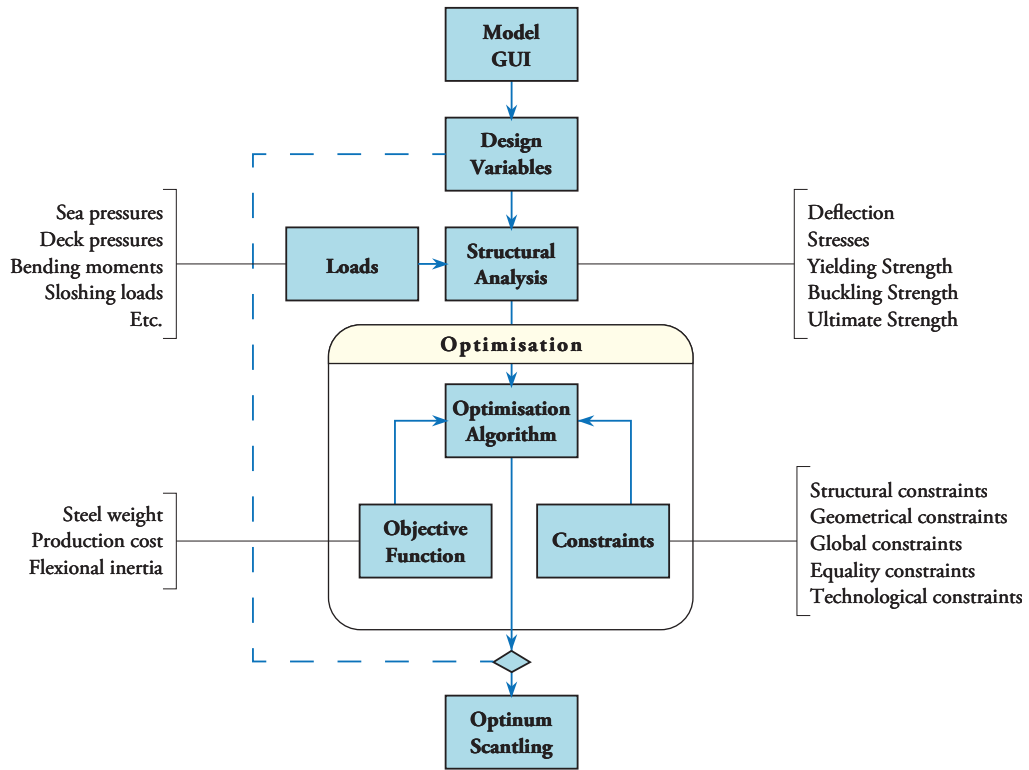 Model
GUI
Design
Variables
Sea pressures
Deck pressures
Bending moments
Sloshing loads
Etc.
Loads
Structural
Analysis
Deflection
Stresses
Yielding Strength
Buckling Strength
Ultimate Strength
Optimisation
Optimisation
Algorithm
Steel weight
Production cost
Flexional inertia
Objective
Function
Constraints
Structural constraints
Geometrical constraints
Global constraints
Equality constraints
Technological constraints
Optinum
Scantling